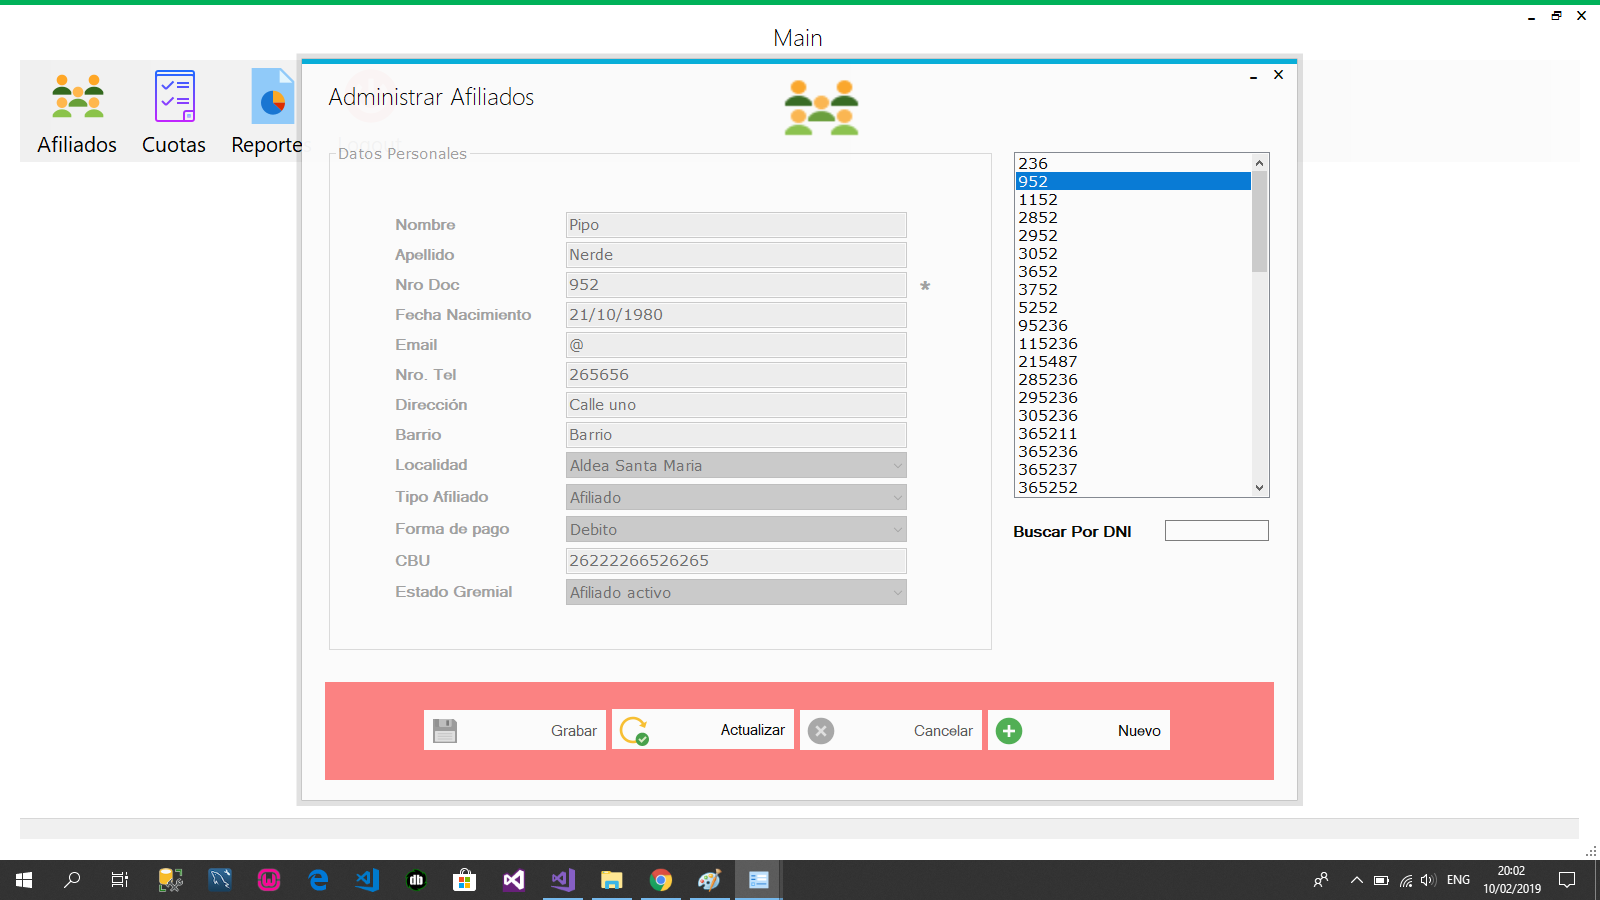 Main
Afiliados
Cuotas
Reportes
Administrar Afiliados
Datos Personales
Nombre Pipo
Apellido Nerde
Nro Doc 952 *
Fecha Nacimiento 21/10/1980
Email @
Nro. Tel 265656
Dirección Calle uno
Barrio Barrio
Localidad Aldea Santa Maria
Tipo Afiliado Afiliado
Forma de pago Debito
CBU 26222266526265
Estado Gremial Afiliado activo
236
952
1152
2852
2952
3052
3652
3752
5252
95236
115236
215487
285236
295236
305236
365211
365236
365237
365252
Buscar Por DNI
Grabar
Actualizar
Cancelar
Nuevo
ENG
20:02
10/02/2019